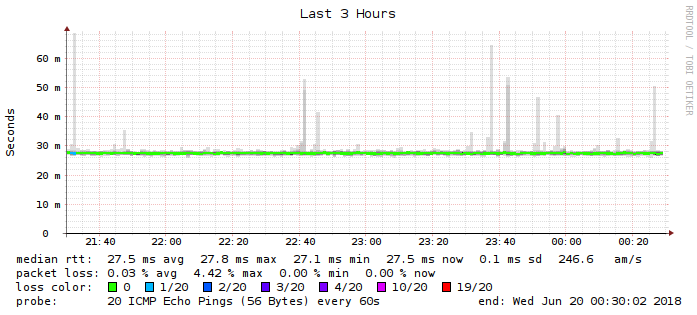 Last 3 Hours
RRDTOOL / TOBI OETIKER
Seconds
60 m
50 m
40 m
30 m
20 m
10 m
0
21:40 22:00 22:20 22:40 23:00 23:20 23:40 00:00 00:20
median rtt: 27.5 ms avg 27.8 ms max 27.1 ms min 27.5 ms now 0.1 ms sd 246.6 am/s
packet loss: 0.03 % avg 4.42 % max 0.00 % min 0.00 % now
loss color: 0 1/20 2/20 3/20 4/20 10/20 19/20
probe: 20 ICMP Echo Pings (56 Bytes) every 60s end: Wed Jun 20 00:30:02 2018